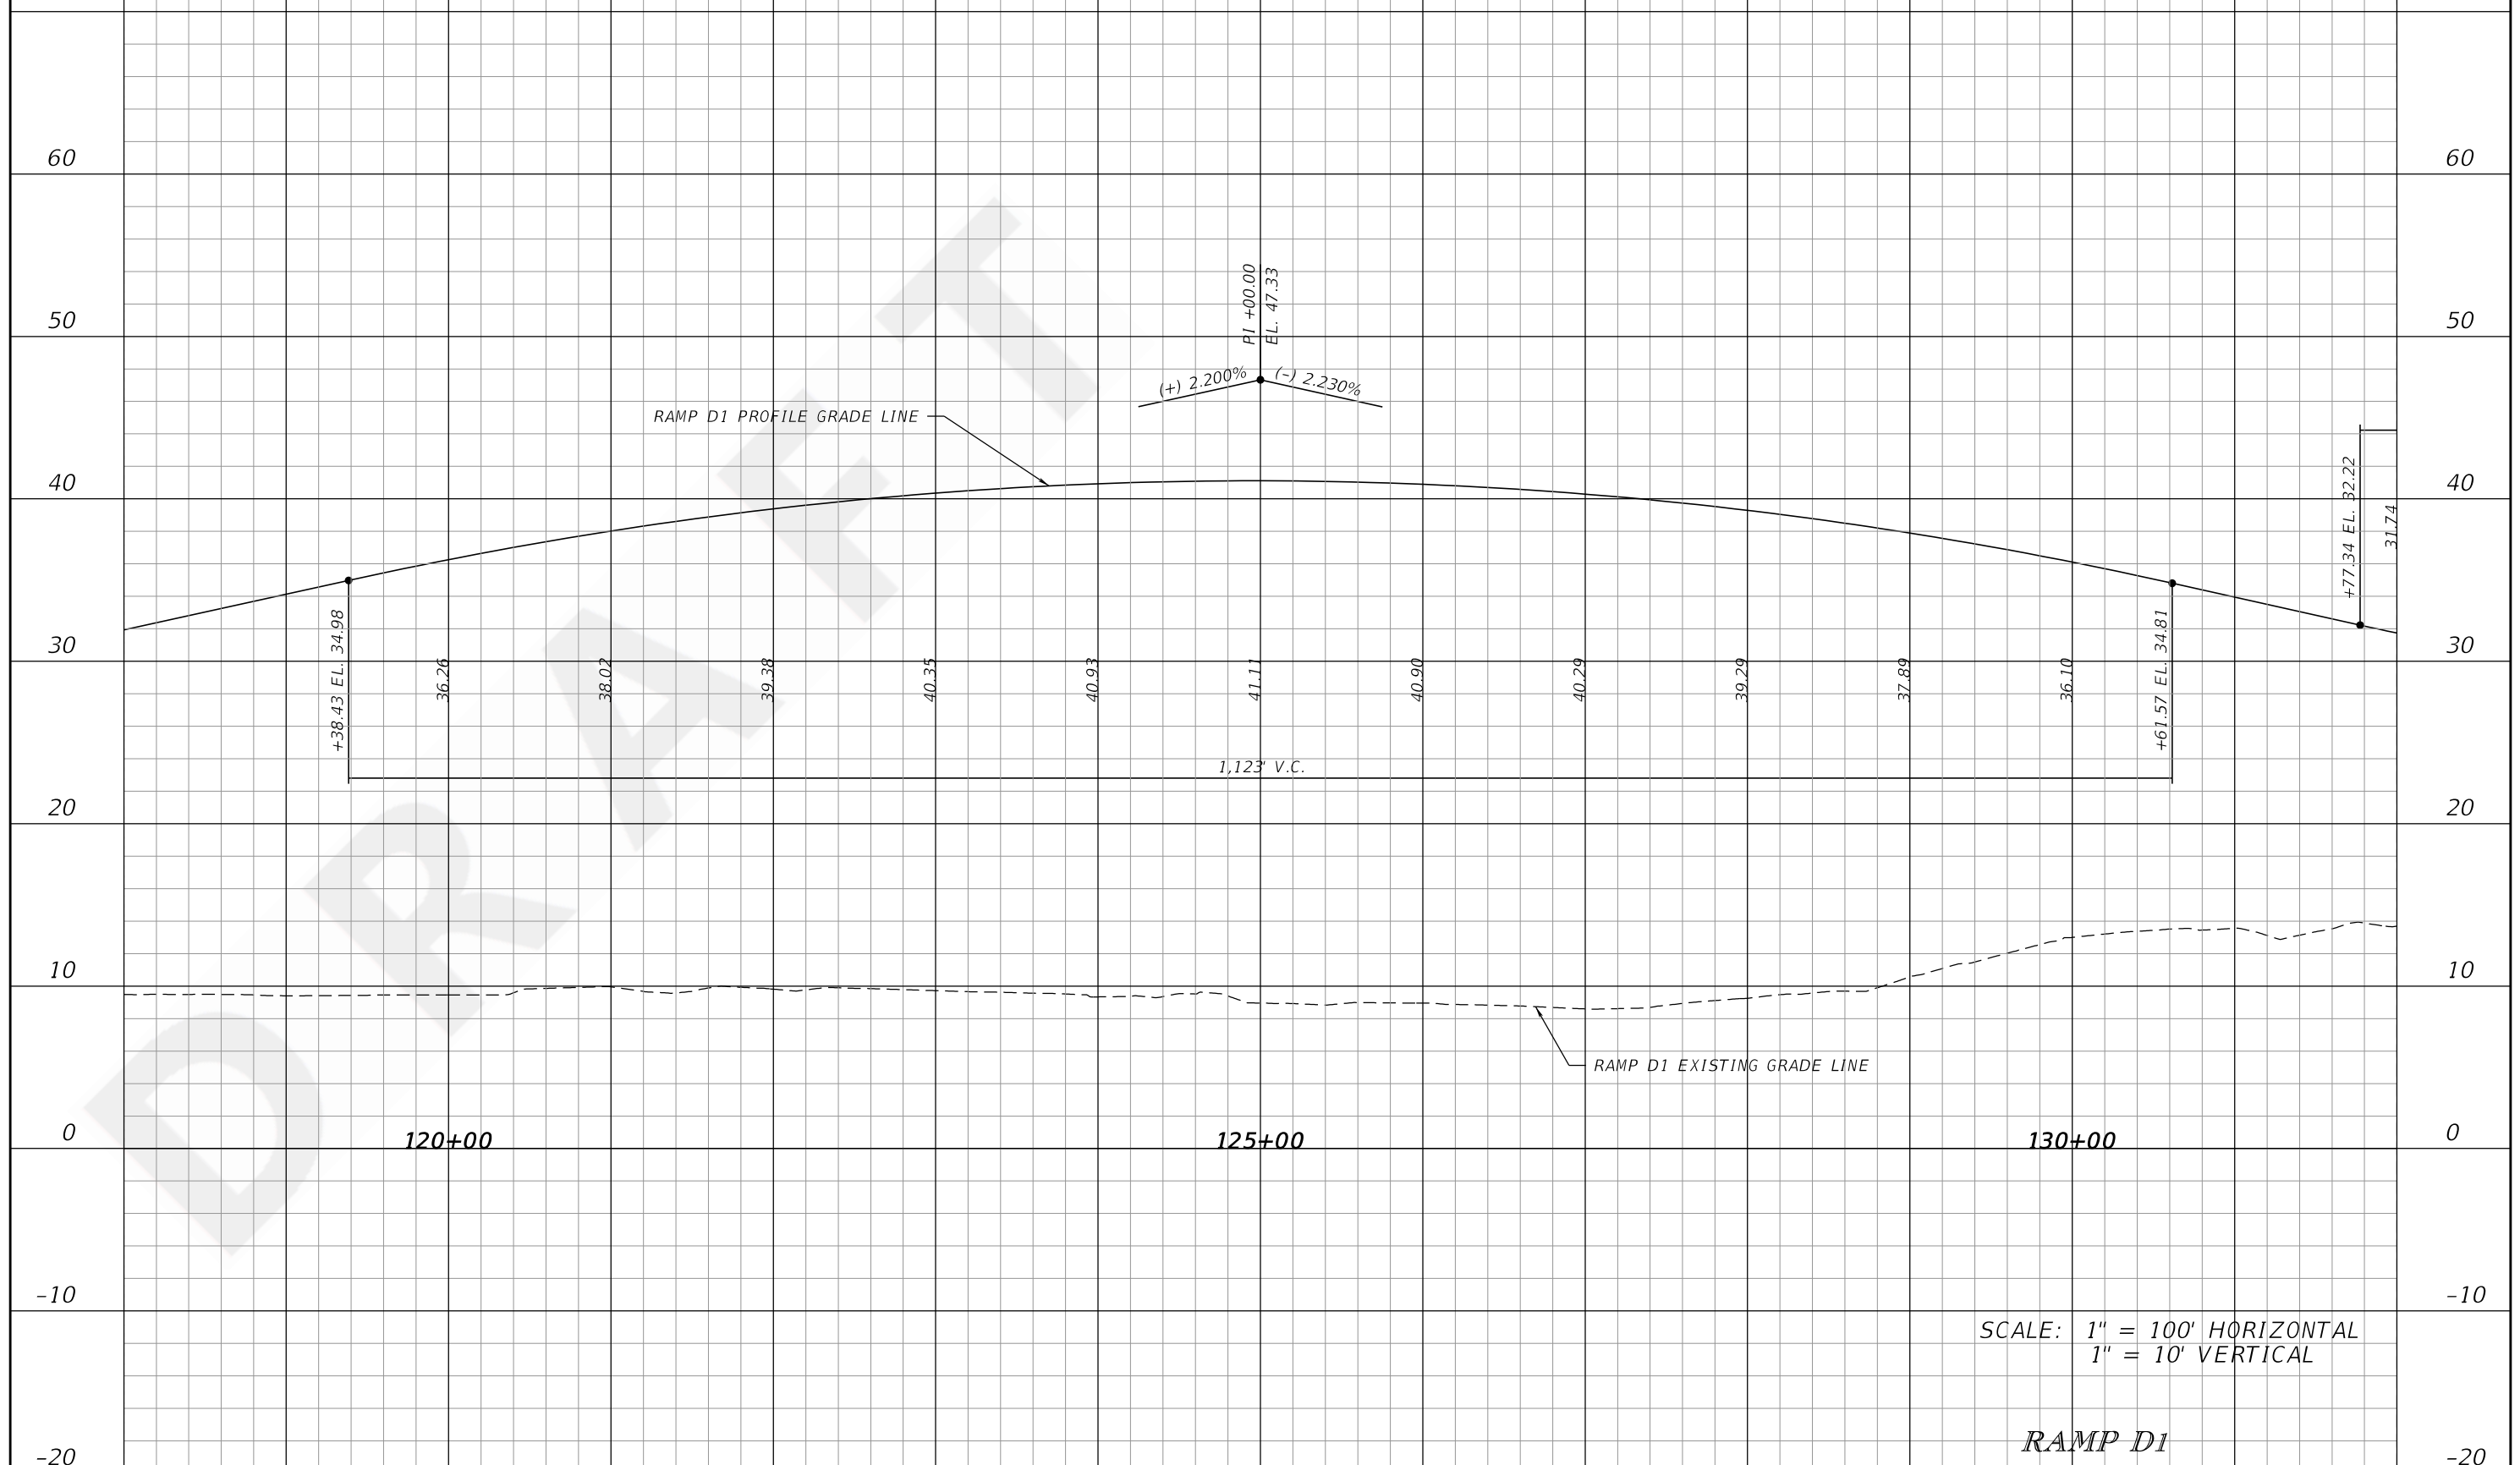 60
60
50
50
PI +00.00
EL. 47.33
(+) 2.200%
(-) 2.230%
RAMP D1 PROFILE GRADE LINE
40
40
+77.34 EL. 32.22
31.74
30
30
+38.43 EL. 34.98
36.26
38.02
39.38
40.35
40.93
41.11
40.90
40.29
39.29
37.89
36.10
+61.57 EL. 34.81
1,123' V.C.
20
20
10
10
RAMP D1 EXISTING GRADE LINE
0
120+00
125+00
130+00
0
-10
-10
SCALE: 1" = 100' HORIZONTAL
1" = 10' VERTICAL
RAMP D1
-20
-20
DRAFT